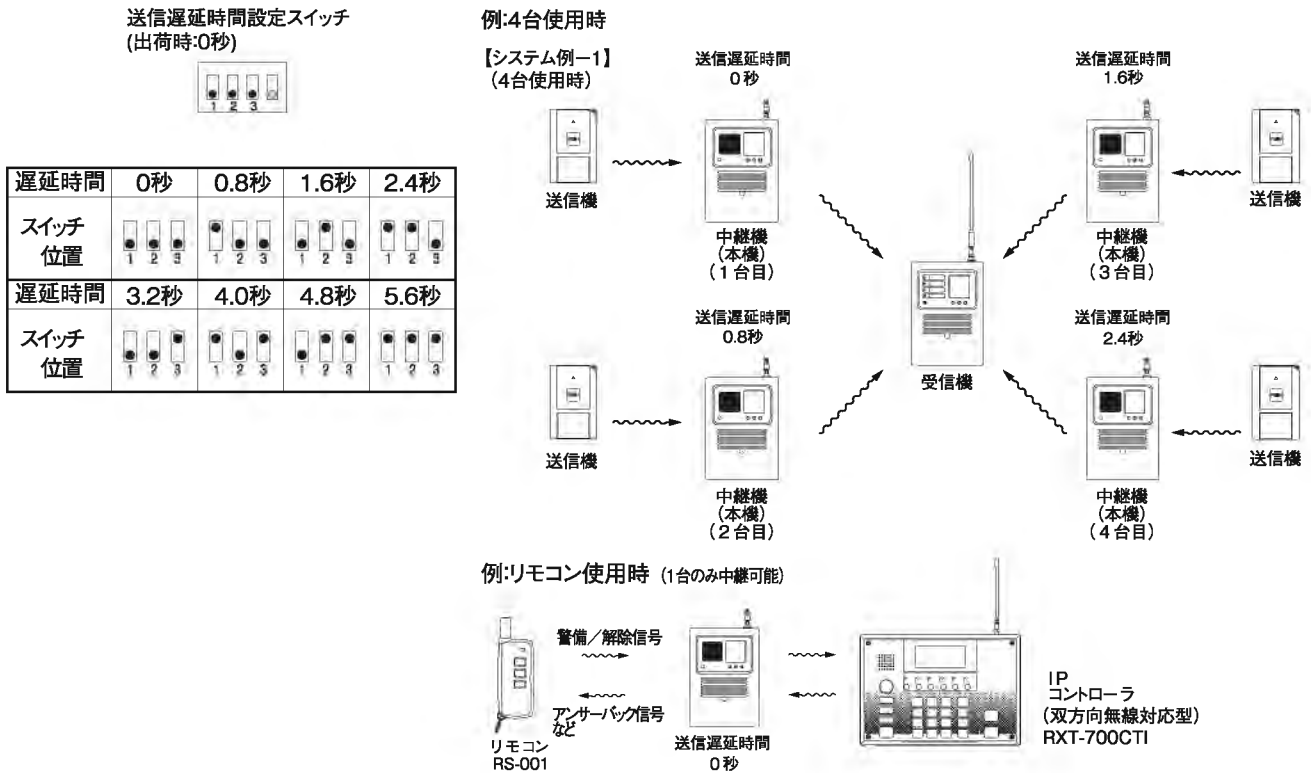 送信遅延時間設定スイッチ
(出荷時:0秒)
1 2 3
遅延時間 0秒 0.8秒 1.6秒 2.4秒
スイッチ
位置
1 2 3 1 2 3 1 2 3 1 2 3
遅延時間 3.2秒 4.0秒 4.8秒 5.6秒
スイッチ
位置
1 2 3 1 2 3 1 2 3 1 2 3
例:4台使用時
【システム例ー1】
(4台使用時)
送信機
送信遅延時間
0秒
中継機
(本機)
(1台目)
送信遅延時間
1.6秒
中継機
(本機)
(3台目)
送信機
受信機
送信機
送信遅延時間
0.8秒
中継機
(本機)
(2台目)
送信遅延時間
2.4秒
中継機
(本機)
(4台目)
送信機
例:リモコン使用時 (1台のみ中継可能)
警備/解除信号
アンサーバック信号
など
リモコン
RS-001
送信遅延時間
0秒
IP
コントローラ
(双方向無線対応型)
RXT-700CTI